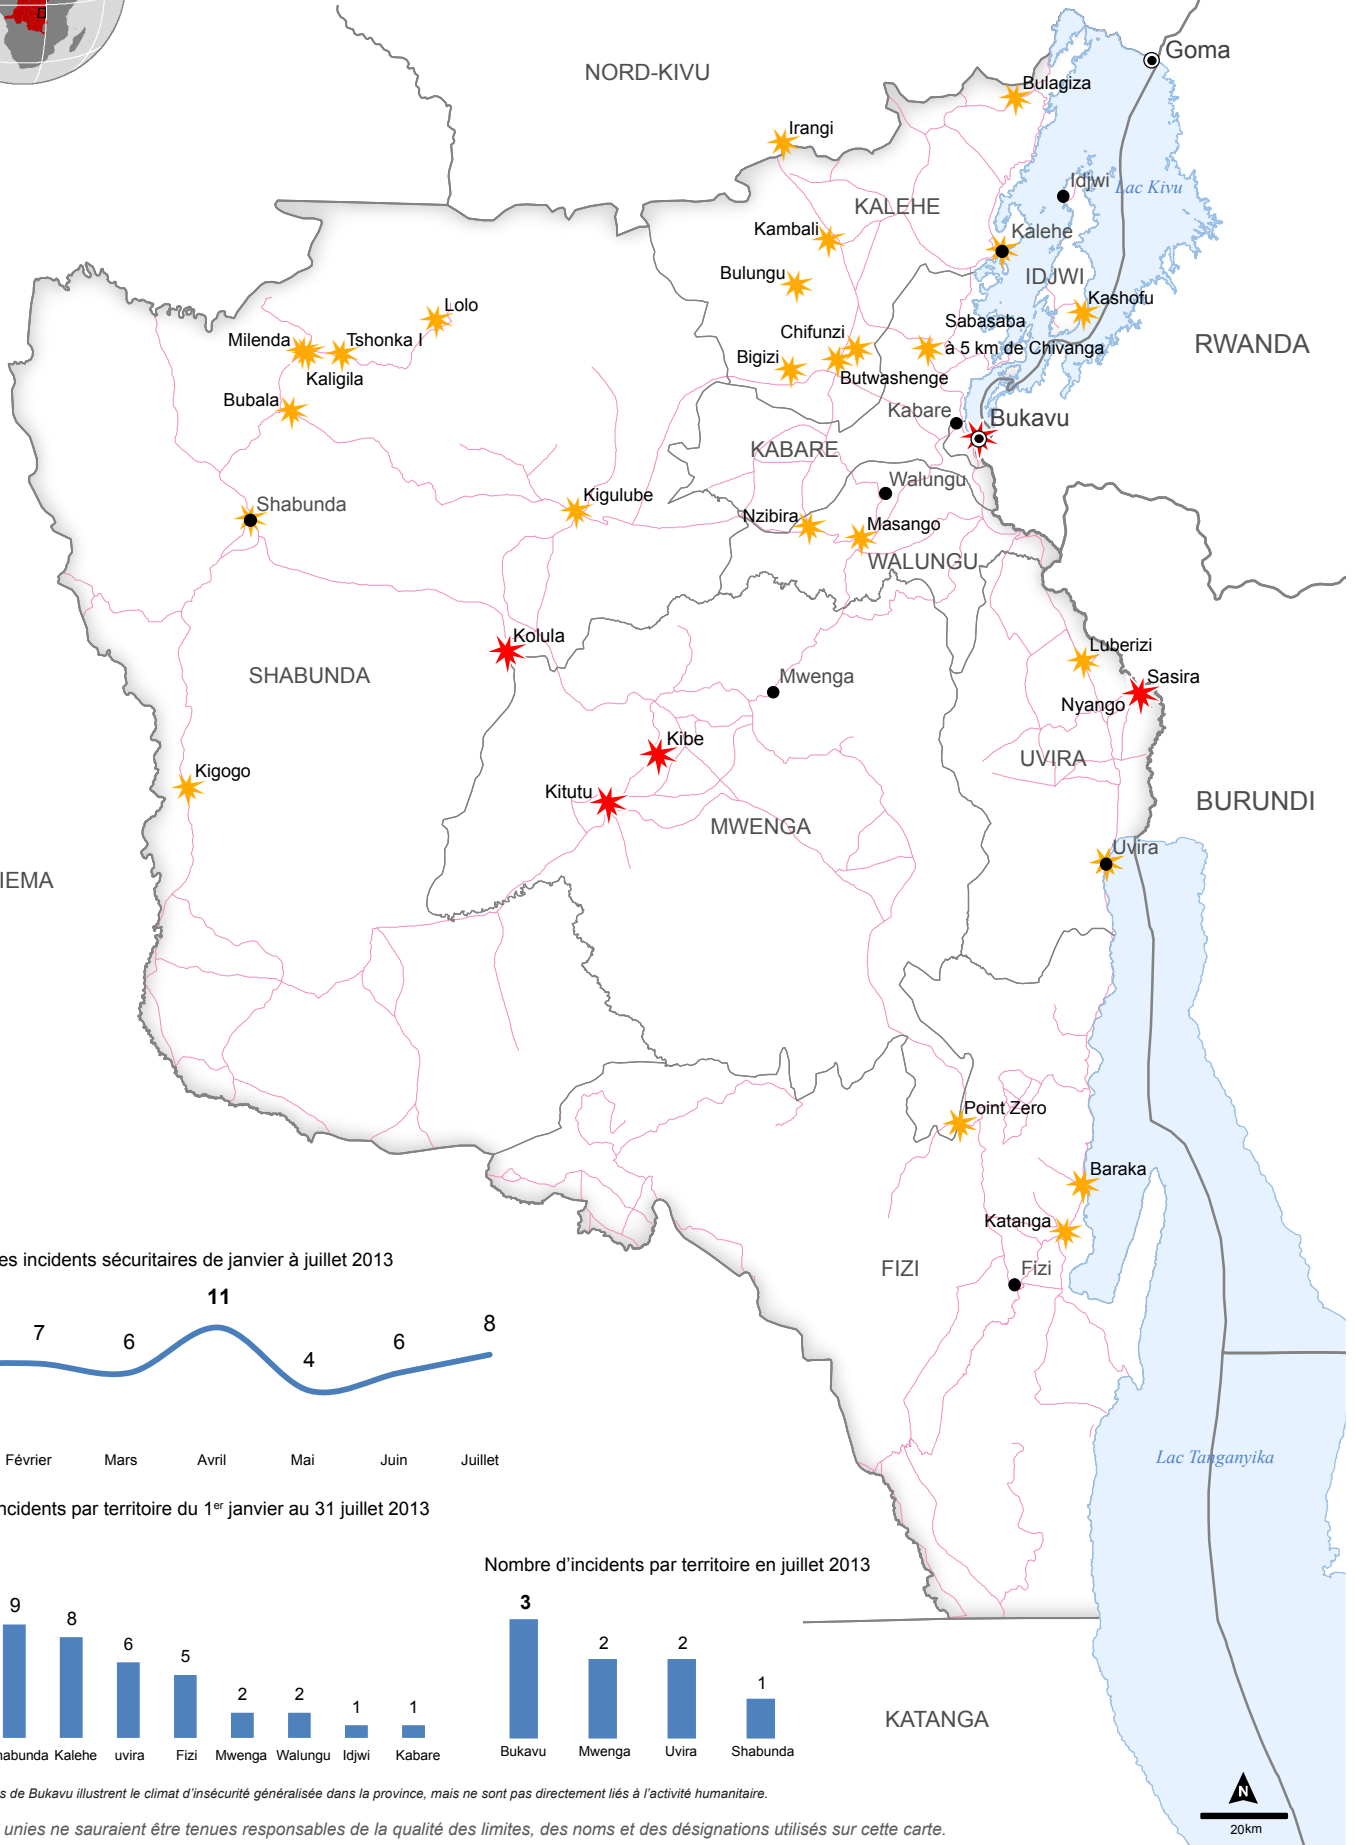 Goma
NORD-KIVU
Bulagiza
Irangi
Idjwi
Lac Kivu
KALEHE
Kambali
Kalehe
Bulungu
IDJWI
Kashofu
Lolo
Sabasaba
à 5 km de Chivanga
Milenda
Tshonka I
Chifunzi
RWANDA
Bigizi
Kaligila
Butwashenge
Bubala
Kabare
Bukavu
KABARE
Walungu
Shabunda
Kigulube
Nzibira
Masango
WALUNGU
Kolula
Luberizi
SHABUNDA
Mwenga
Sasira
Nyango
Kibe
UVIRA
Kigogo
Kitutu
BURUNDI
MWENGA
Uvira
IEMA
Point Zero
Baraka
Katanga
FIZI
Fizi
es incidents sécuritaires de janvier à juillet 2013
11
7
6
4
6
8
Février Mars Avril Mai Juin Juillet
Lac Tanganyika
ncidents par territoire du 1er janvier au 31 juillet 2013
9
8
6
5
2
2
1
1
habunda Kalehe uvira Fizi Mwenga Walungu Idjwi Kabare
Nombre d’incidents par territoire en juillet 2013
3
2
2
1
Bukavu Mwenga Uvira Shabunda
KATANGA
s de Bukavu illustrent le climat d’insécurité généralisée dans la province, mais ne sont pas directement liés à l’activité humanitaire.
unies ne sauraient être tenues responsables de la qualité des limites, des noms et des désignations utilisés sur cette carte.
N
20km